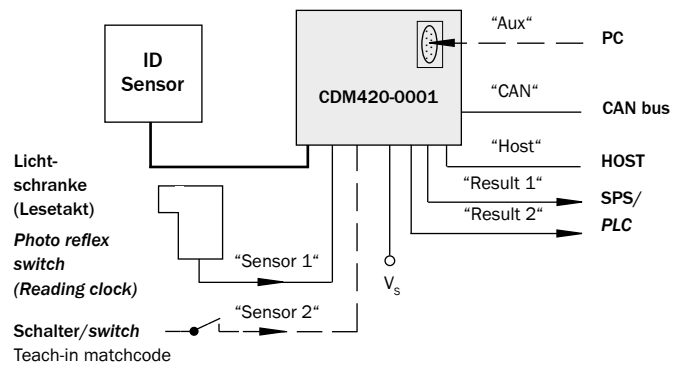 ID
Sensor
CDM420-0001
“Aux“
PC
“CAN“
CAN bus
“Host“
HOST
“Result 1“
SPS/
“Result 2“
PLC
Licht-
schranke
(Lesetakt)
Photo reflex
switch
(Reading clock)
“Sensor 1“
VS
“Sensor 2“
Schalter/switch
Teach-in matchcode